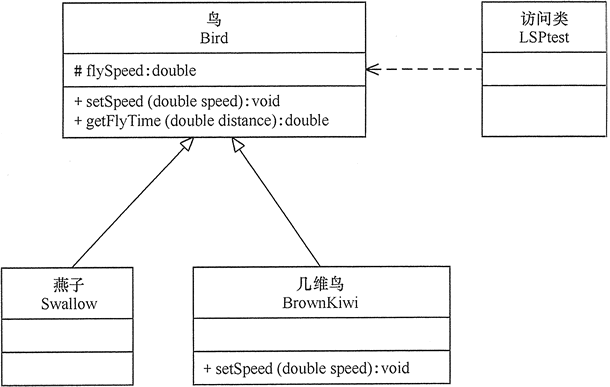 鸟
Bird
# flySpeed:double
+ setSpeed (double speed):void
+ getFlyTime (double distance):double
访问类
LSPtest
燕子
Swallow
几维鸟
BrownKiwi
+ setSpeed (double speed):void